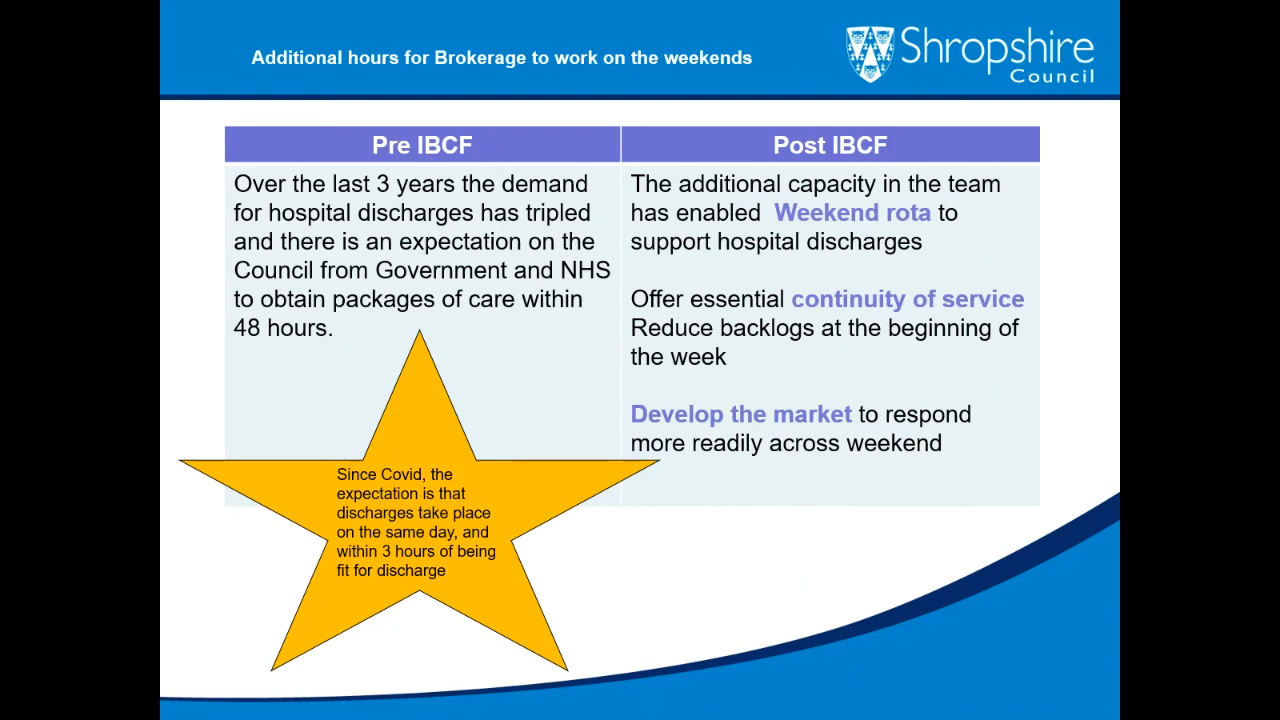 Additional hours for Brokerage to work on the weekends
Shropshire
Council
Pre IBCF
Over the last 3 years the demand
for hospital discharges has tripled
and there is an expectation on the
Council from Government and NHS
to obtain packages of care within
48 hours.
Since Covid, the
expectation is that
discharges take place
on the same day, and
within 3 hours of being
fit for discharge
Post IBCF
The additional capacity in the team
has enabled Weekend rota to
support hospital discharges
Offer essential continuity of service
Reduce backlogs at the beginning of
the week
Develop the market to respond
more readily across weekend